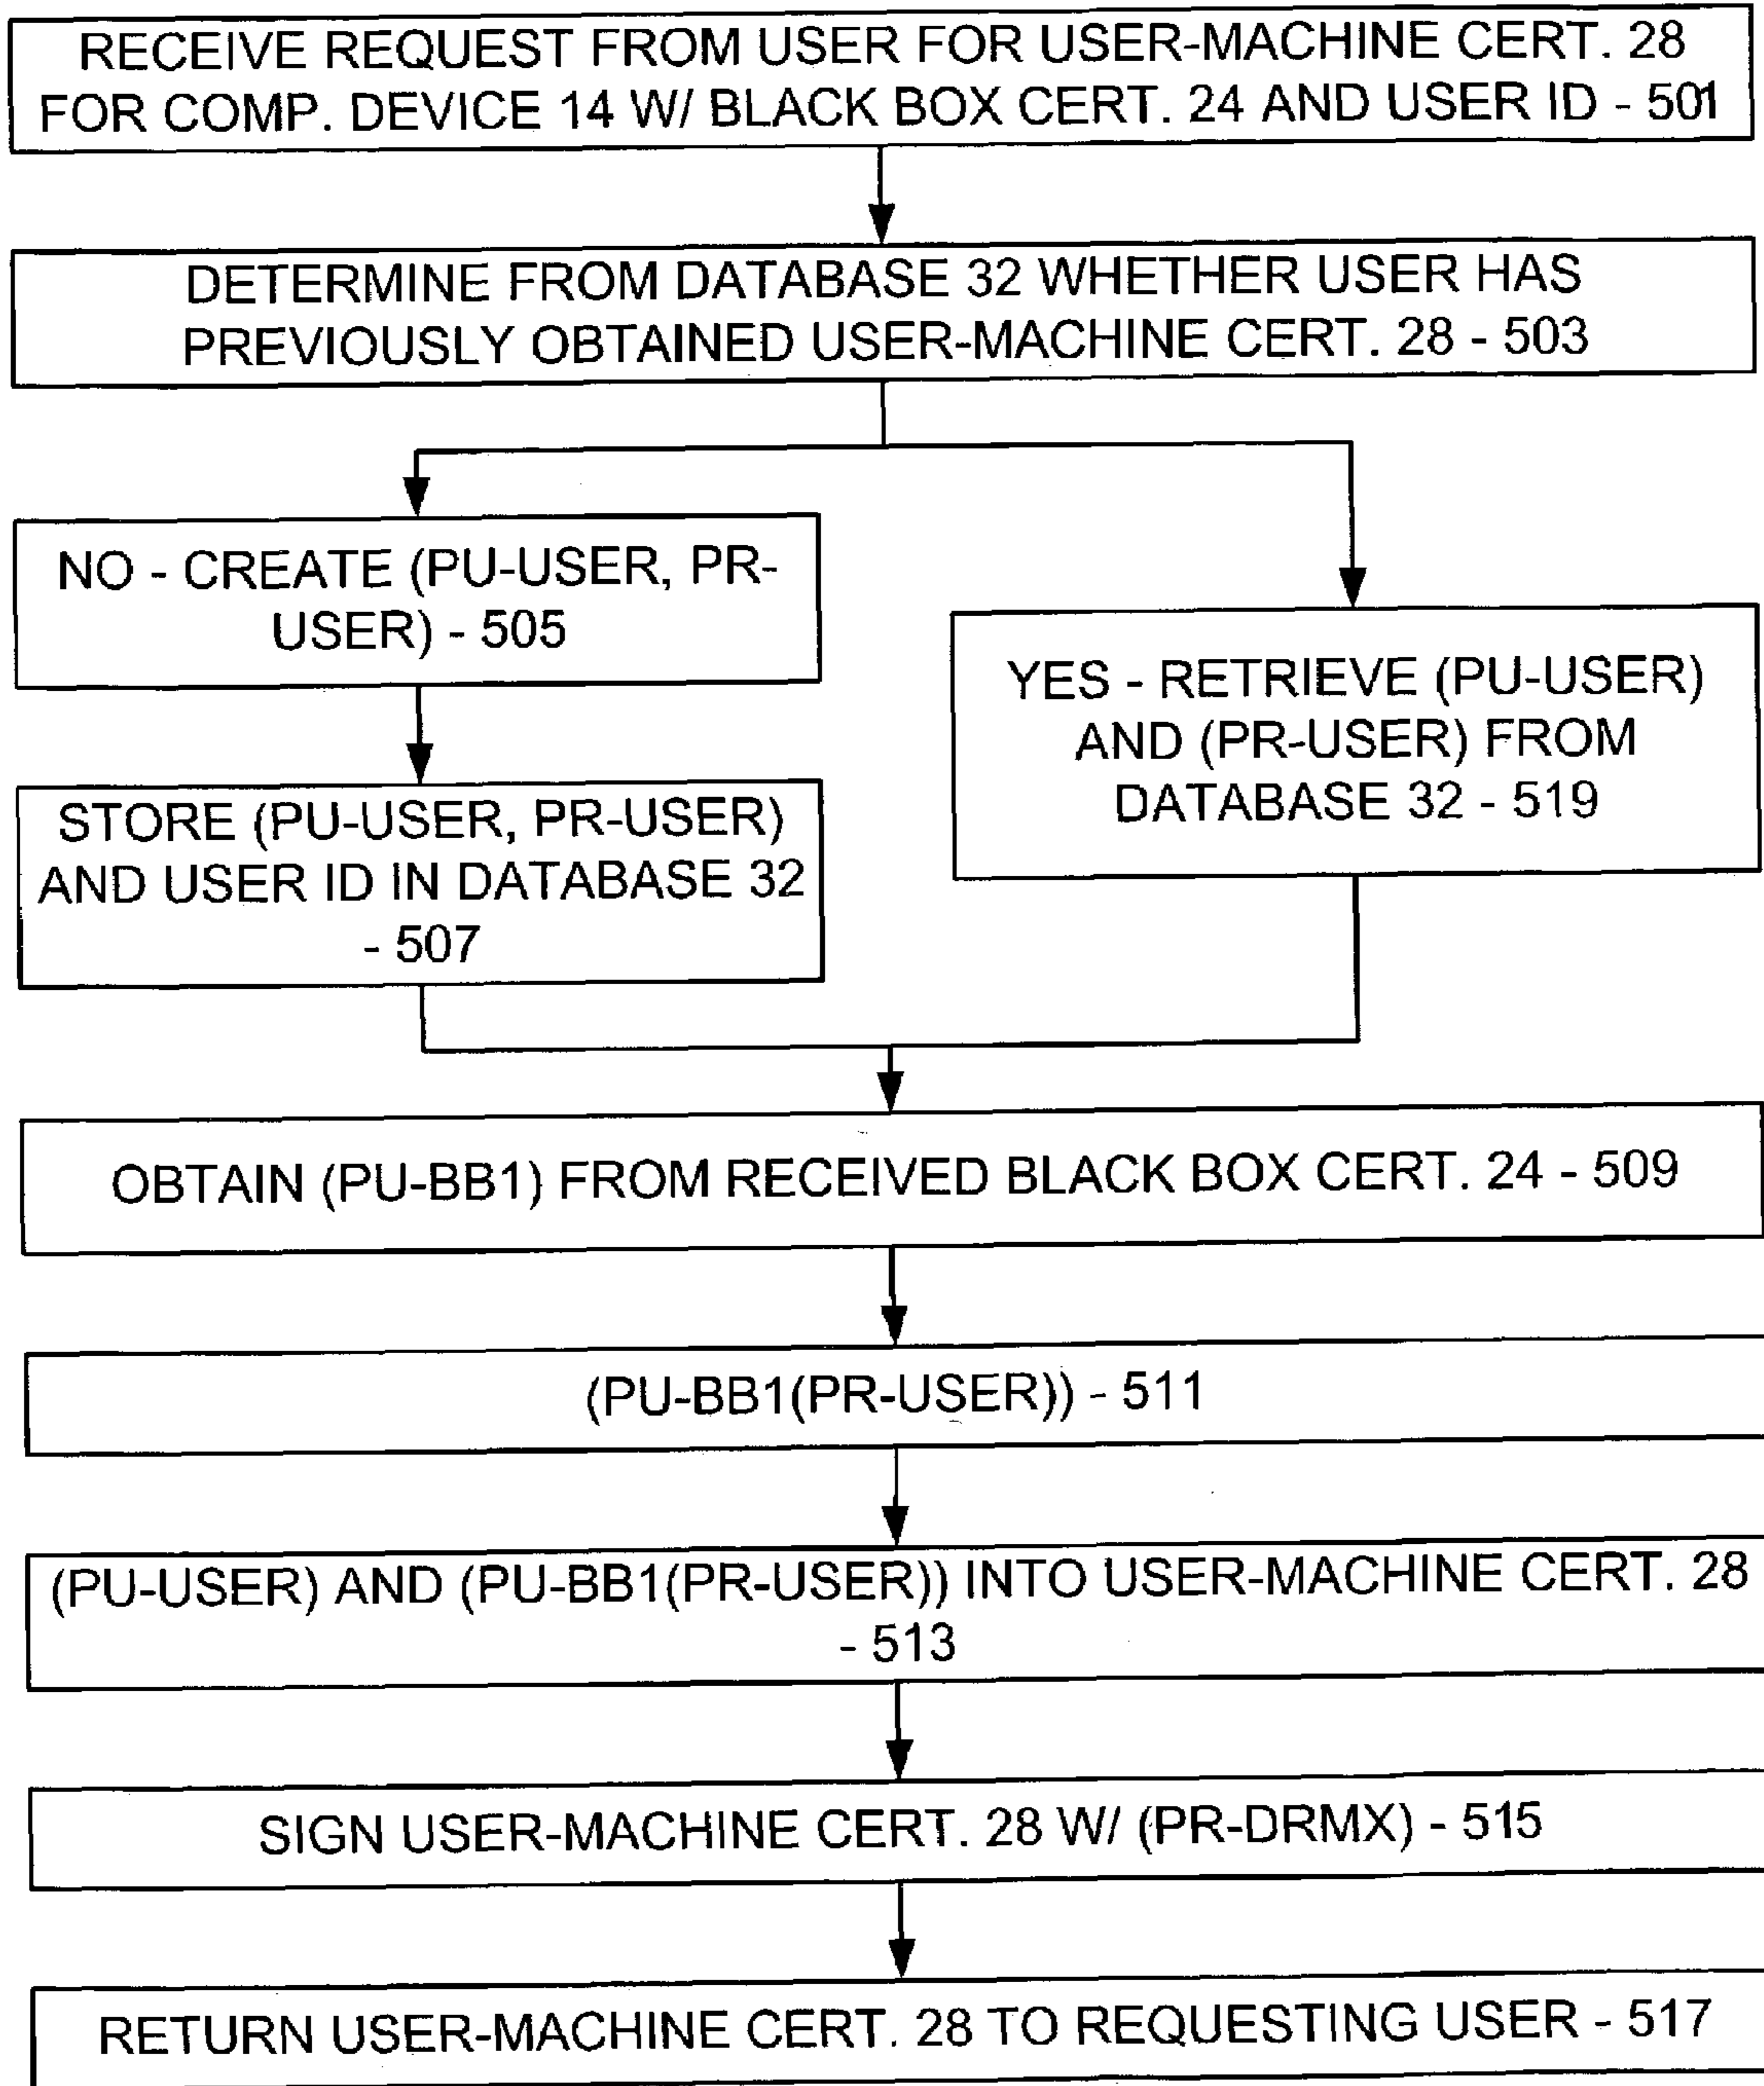 RECEIVE REQUEST FROM USER FOR USER-MACHINE CERT. 28
FOR COMP. DEVICE 14 W/ BLACK BOX CERT. 24 AND USER ID - 501
DETERMINE FROM DATABASE 32 WHETHER USER HAS
PREVIOUSLY OBTAINED USER-MACHINE CERT. 28 - 503
NO - CREATE (PU-USER, PR-
USER) - 505
STORE (PU-USER, PR-USER)
AND USER ID IN DATABASE 32
- 507
YES - RETRIEVE (PU-USER)
AND (PR-USER) FROM
DATABASE 32 - 519
OBTAIN (PU-BB1) FROM RECEIVED BLACK BOX CERT. 24 - 509
(PU-BB1(PR-USER)) - 511
(PU-USER) AND (PU-BB1(PR-USER)) INTO USER-MACHINE CERT. 28
- 513
SIGN USER-MACHINE CERT. 28 W/ (PR-DRMX) - 515
RETURN USER-MACHINE CERT. 28 TO REQUESTING USER - 517